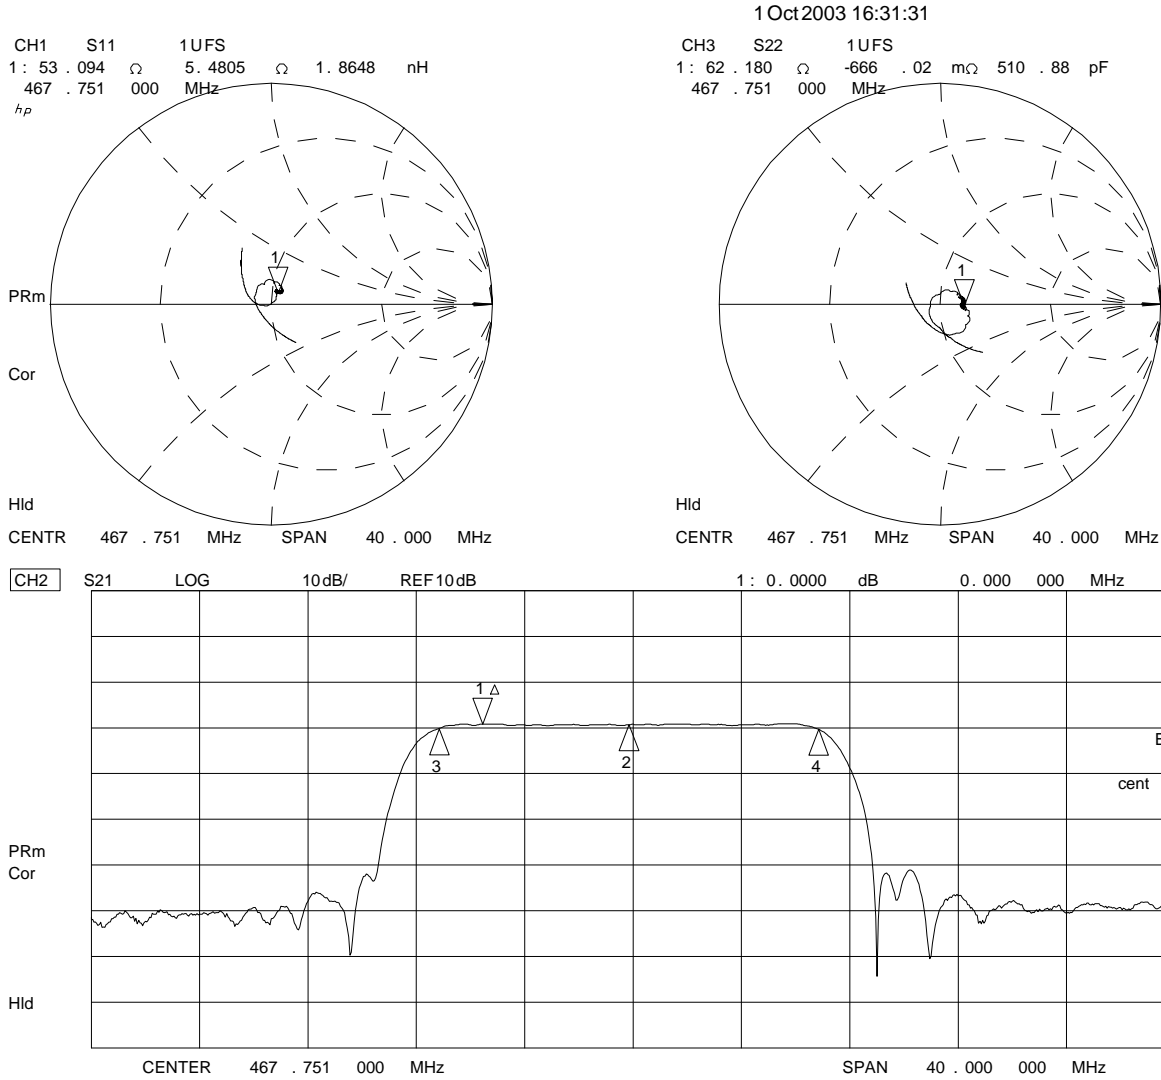 1 Oct 2003 16:31:31
CH1 S11 1 U FS
1 : 53 . 094 Ω 5. 4805 Ω 1. 8648 nH
467 . 751 000 MHz
hp
1
PRm
Cor
Hld
CENTR 467 . 751 MHz SPAN 40 . 000 MHz
CH3 S22 1 U FS
1 : 62 . 180 Ω -666 . 02 mΩ 510 . 88 pF
467 . 751 000 MHz
1
Hld
CENTR 467 . 751 MHz SPAN 40 . 000 MHz
CH2 S21 LOG 10 dB/ REF 10 dB 1 : 0. 0000 dB 0. 000 000 MHz
1 Δ
3 2 4
cent
PRm
Cor
Hld
CENTER 467 . 751 000 MHz SPAN 40 . 000 000 MHz